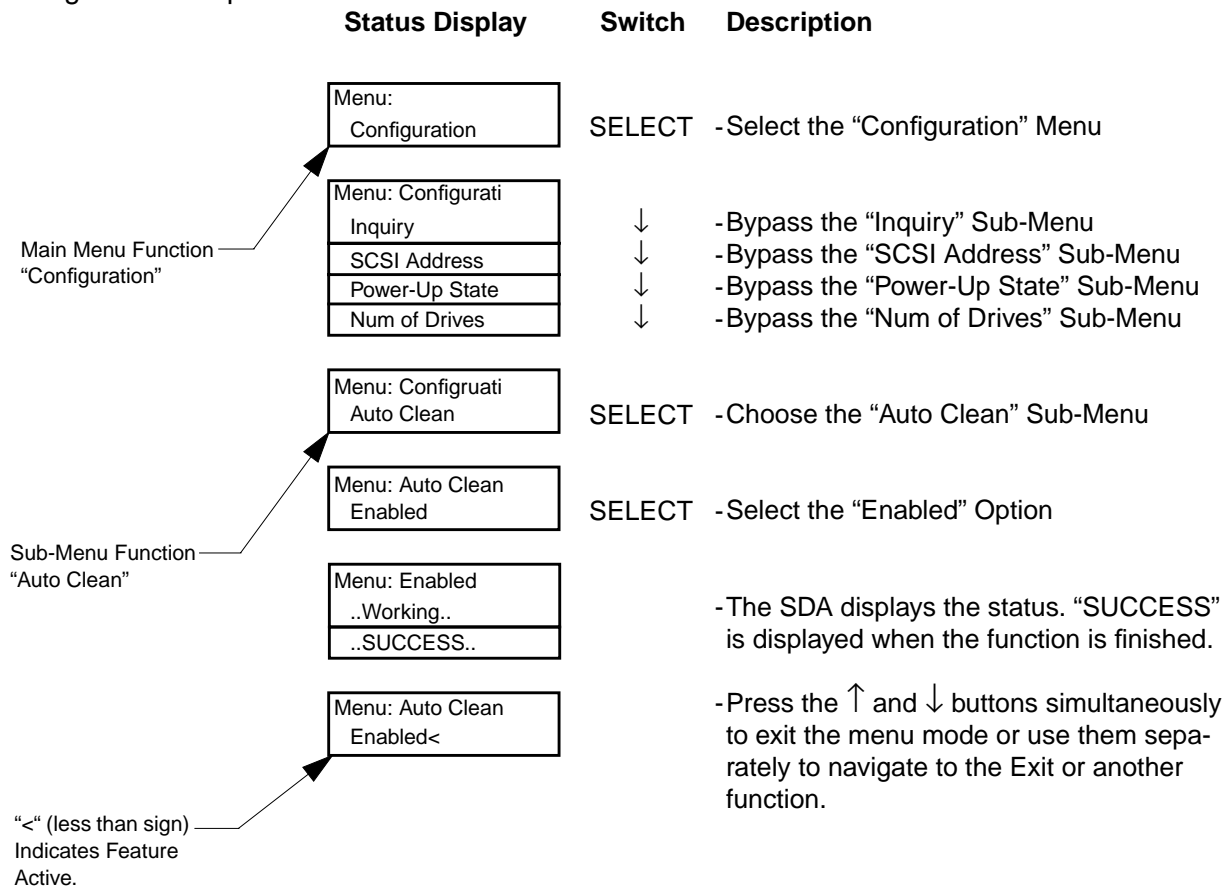 Status Display Switch Description
Menu:
Configuration
SELECT -Select the “Configuration” Menu
Main Menu Function
“Configuration”
Menu: Configurati
Inquiry ↓ -Bypass the “Inquiry” Sub-Menu
SCSI Address ↓ -Bypass the “SCSI Address” Sub-Menu
Power-Up State ↓ -Bypass the “Power-Up State” Sub-Menu
Num of Drives ↓ -Bypass the “Num of Drives” Sub-Menu
Menu: Configruati
Auto Clean
SELECT -Choose the “Auto Clean” Sub-Menu
Menu: Auto Clean
Enabled
SELECT -Select the “Enabled” Option
Sub-Menu Function
“Auto Clean”
Menu: Enabled
..Working..
..SUCCESS..
-The SDA displays the status. “SUCCESS”
is displayed when the function is finished.
Menu: Auto Clean
Enabled<
-Press the ↑ and ↓ buttons simultaneously
to exit the menu mode or use them sepa-
rately to navigate to the Exit or another
function.
“<“ (less than sign)
Indicates Feature
Active.